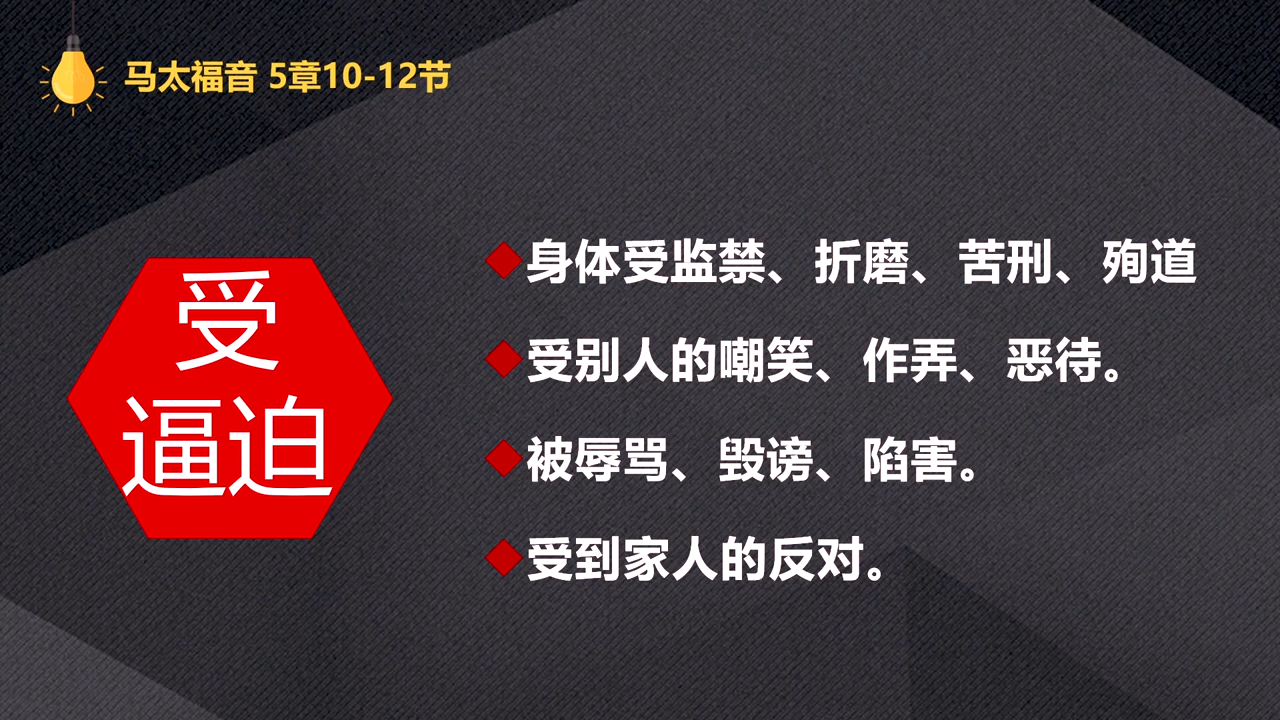 马太福音 5章10-12节
受
逼迫
身体受监禁、折磨、苦刑、殉道
受别人的嘲笑、作弄、恶待。
被辱骂、毁谤、陷害。
受到家人的反对。